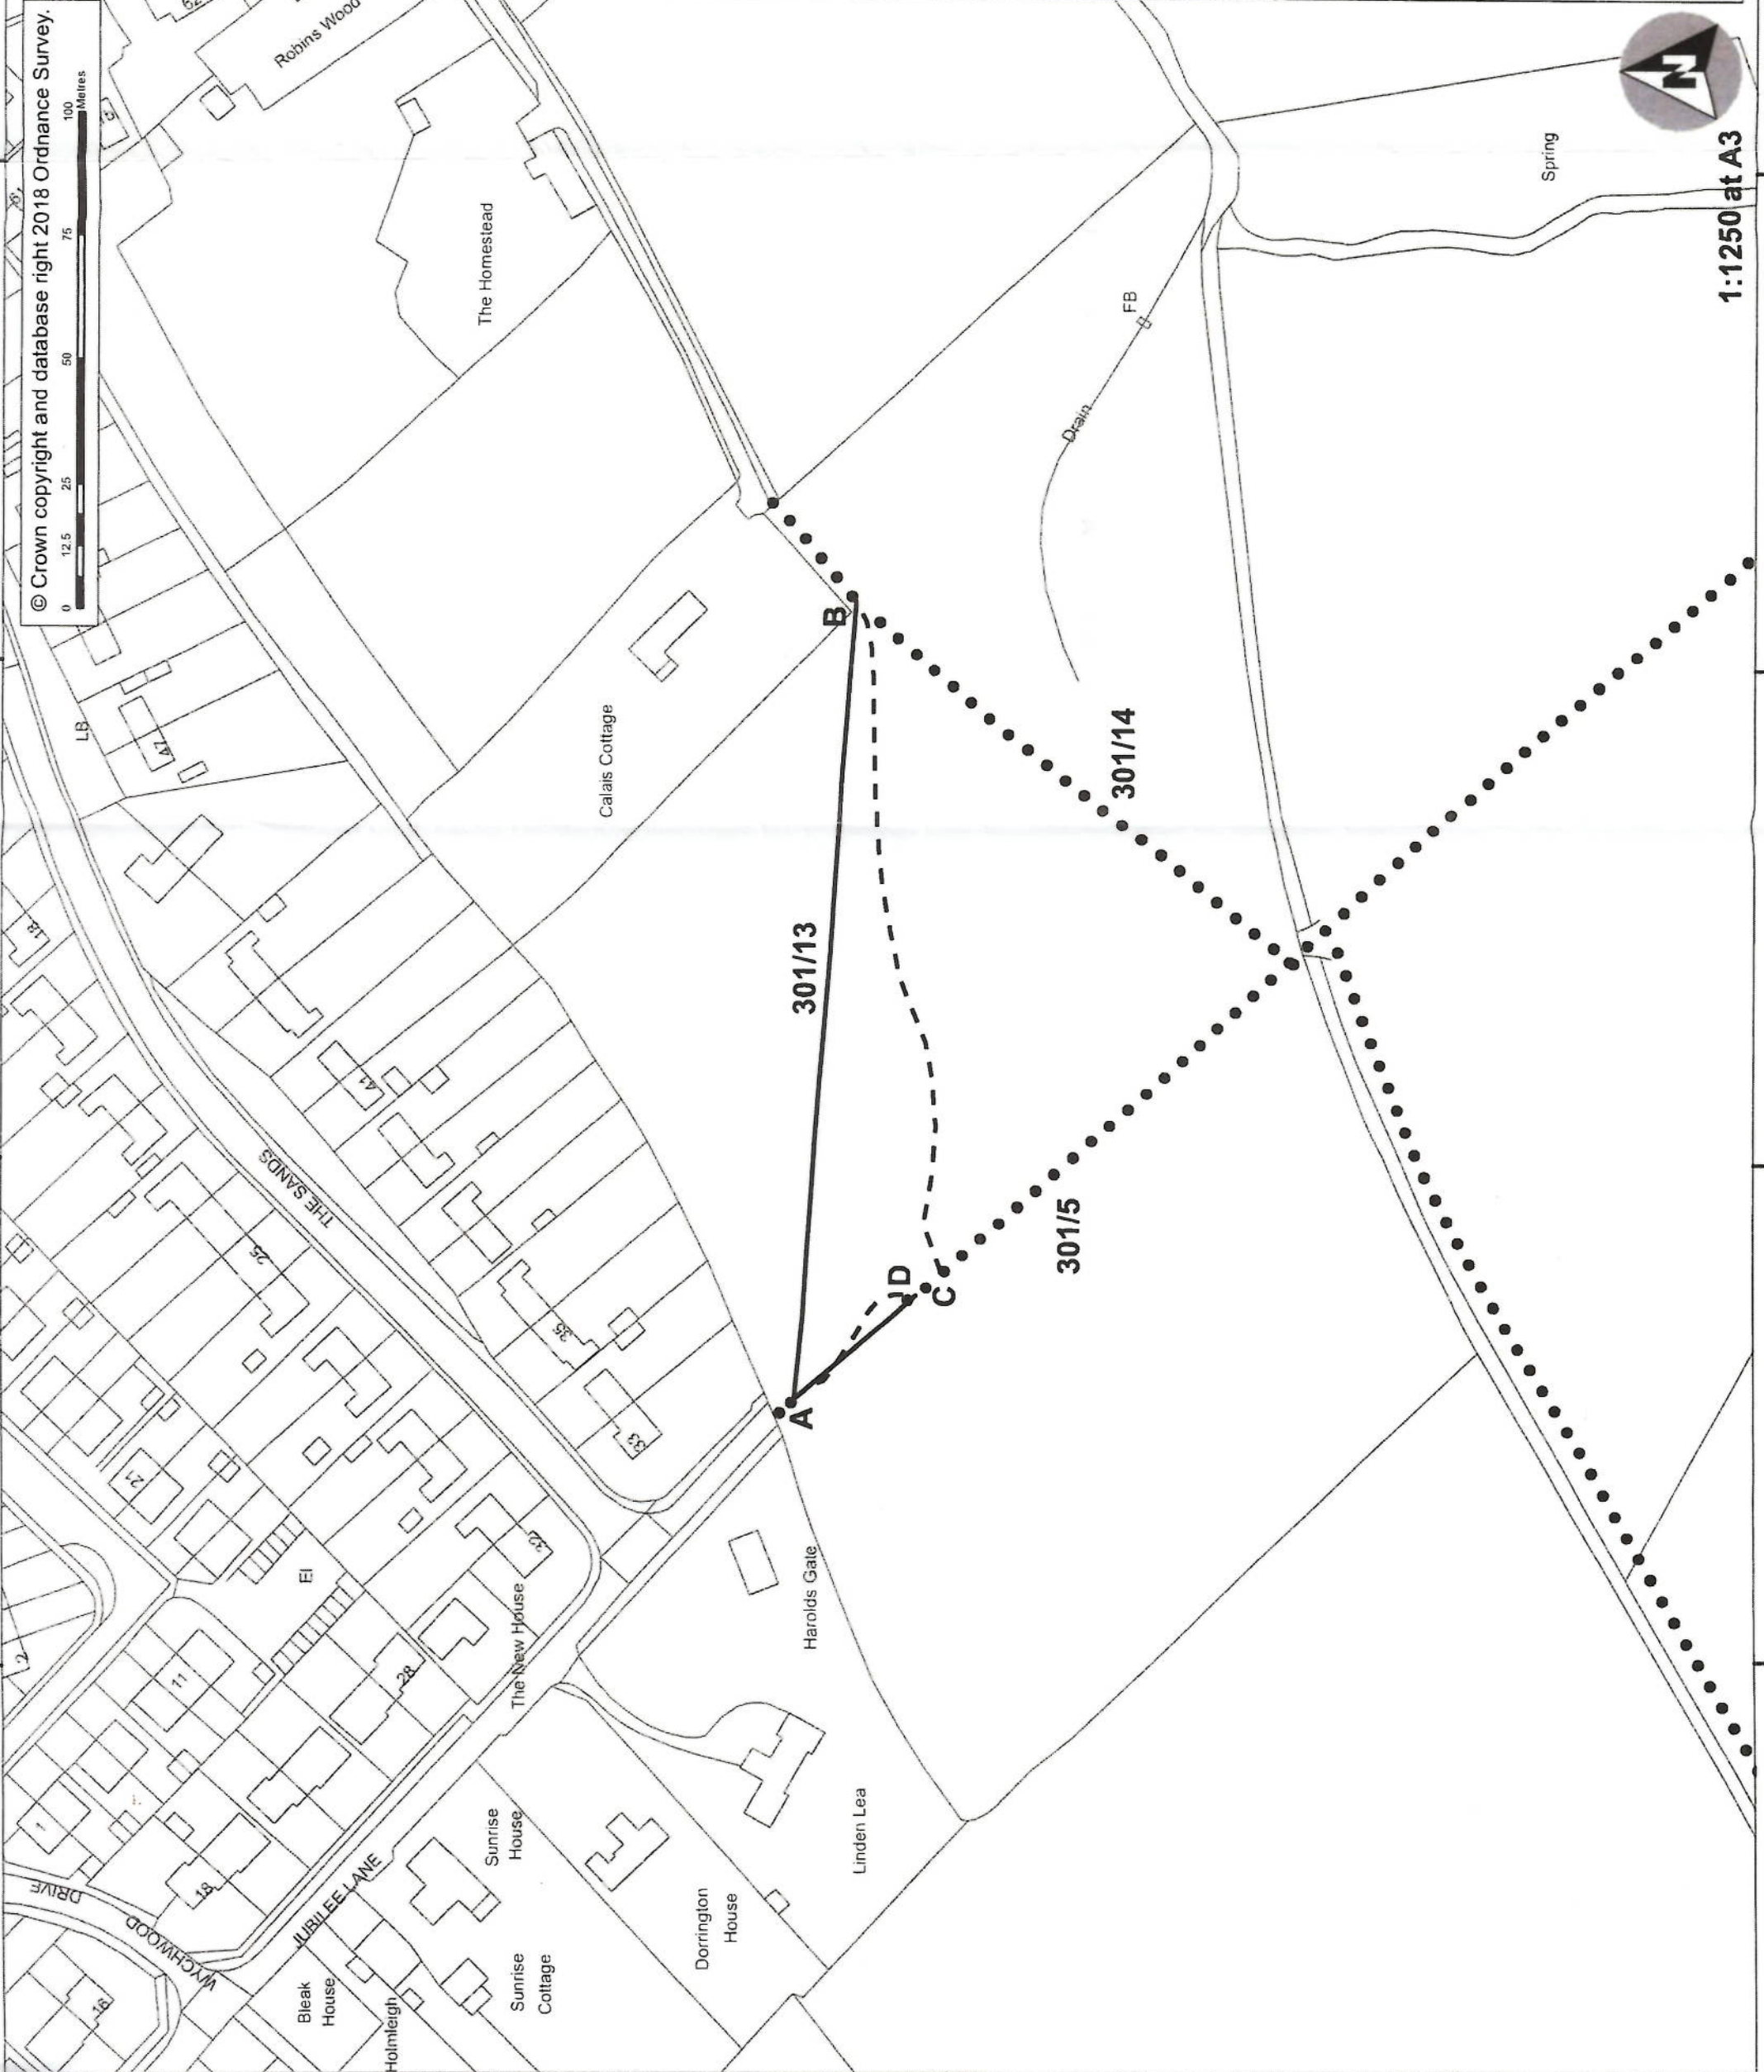 © Crown copyright and database right 2018 Ordnance Survey.
0 12.5 25 50 75 100
Metres
Robins Wood
The Homestead
LB
47
18
Calais Cottage
41
THE SANDS
25
35
33
21
El
32
The New House
2
11
28
1
18
DRIVE
WYCHWOOD
JUBILEE LANE
16
Bleak
House
Holmleigh
Sunrise
House
Sunrise
Cottage
Dorrington
House
Linden Lea
Harolds Gate
A
B
C
D
301/13
301/14
301/5
Drain
FB
Spring
N
1:1250 at A3